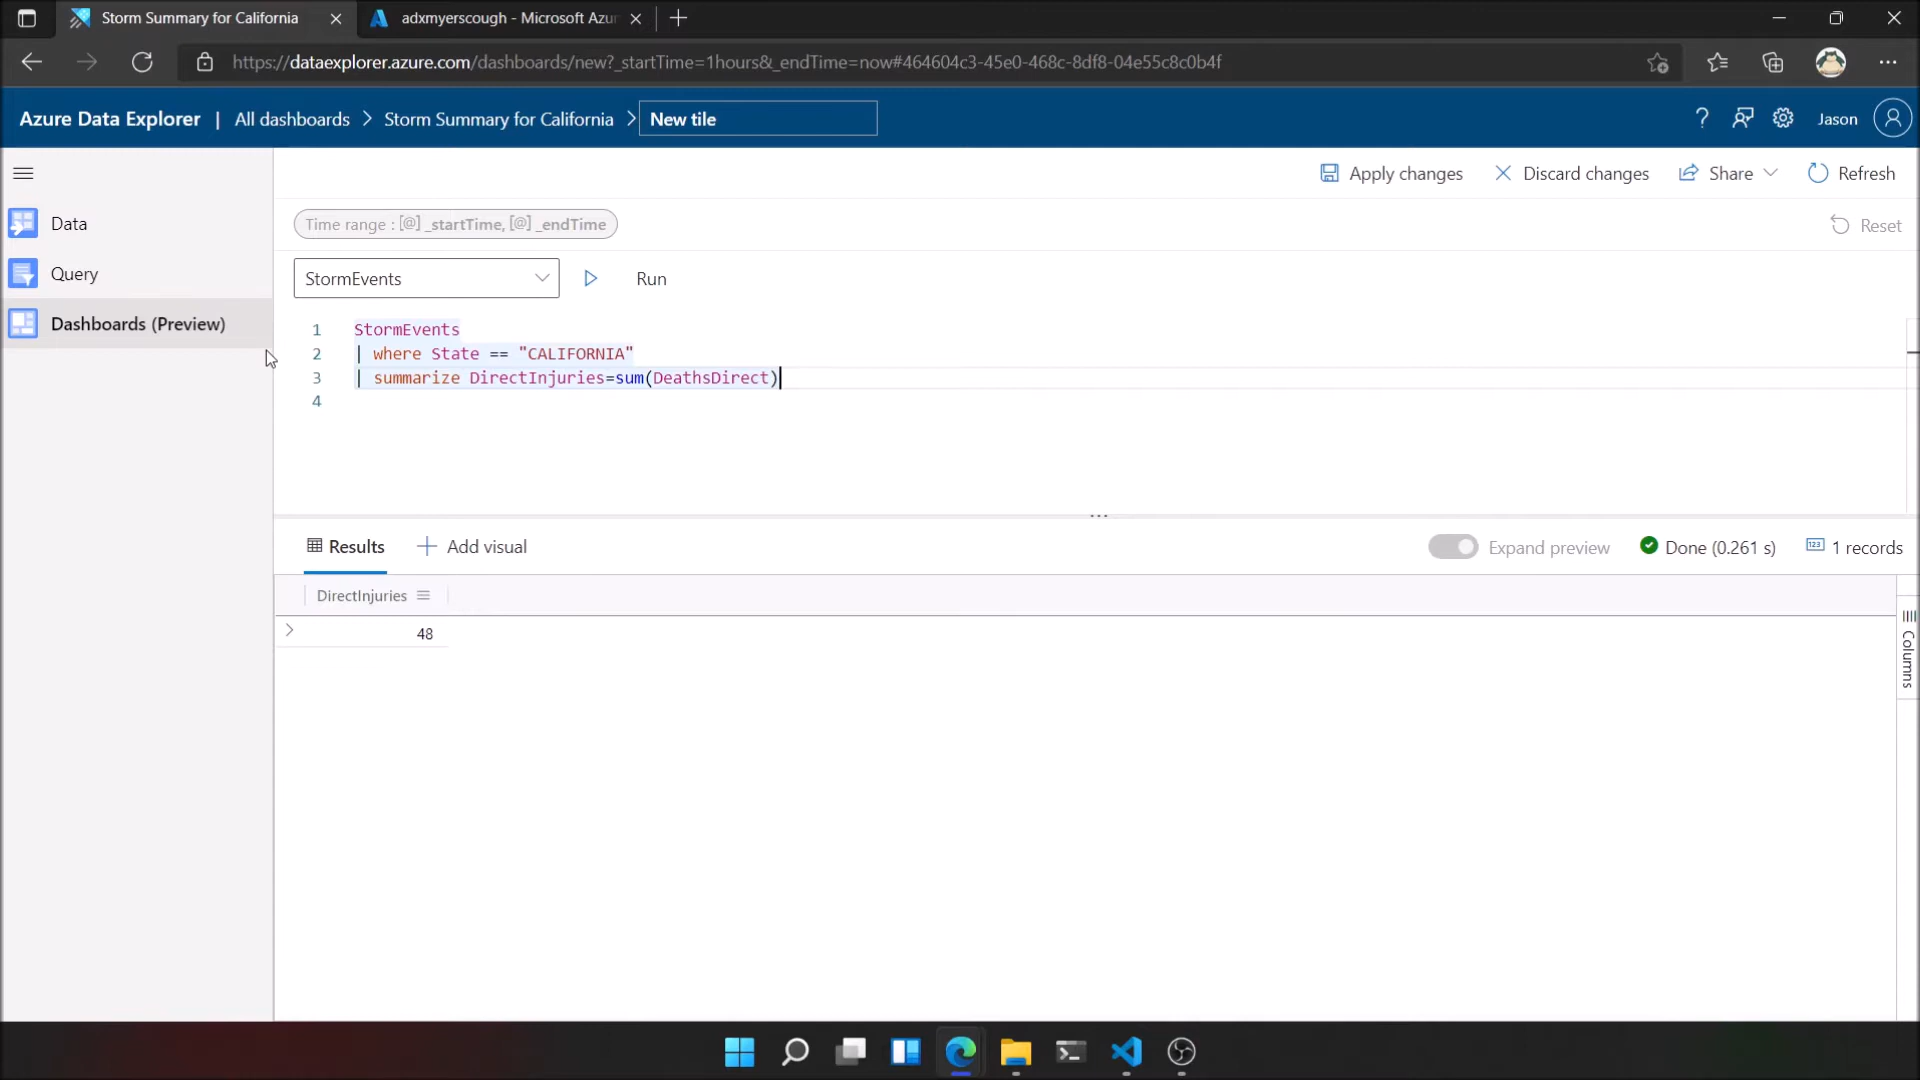 Storm Summary for California
adxmyerscough - Microsoft Azu
https://dataexplorer.azure.com/dashboards/new?_startTime=1hours&_endTime=now#464604c3-45e0-468c-8df8-04e55c8c0b4f
Azure Data Explorer | All dashboards > Storm Summary for California > New tile
? Jason
Apply changes Discard changes Share Refresh
Data
Time range : [@] _startTime, [@] _endTime
Reset
Query
StormEvents
Run
Dashboards (Preview)
1 StormEvents
2 | where State == "CALIFORNIA"
3 | summarize DirectInjuries=sum(DeathsDirect)
4
Results + Add visual
Expand preview Done (0.261 s) 123 1 records
DirectInjuries
48
Columns